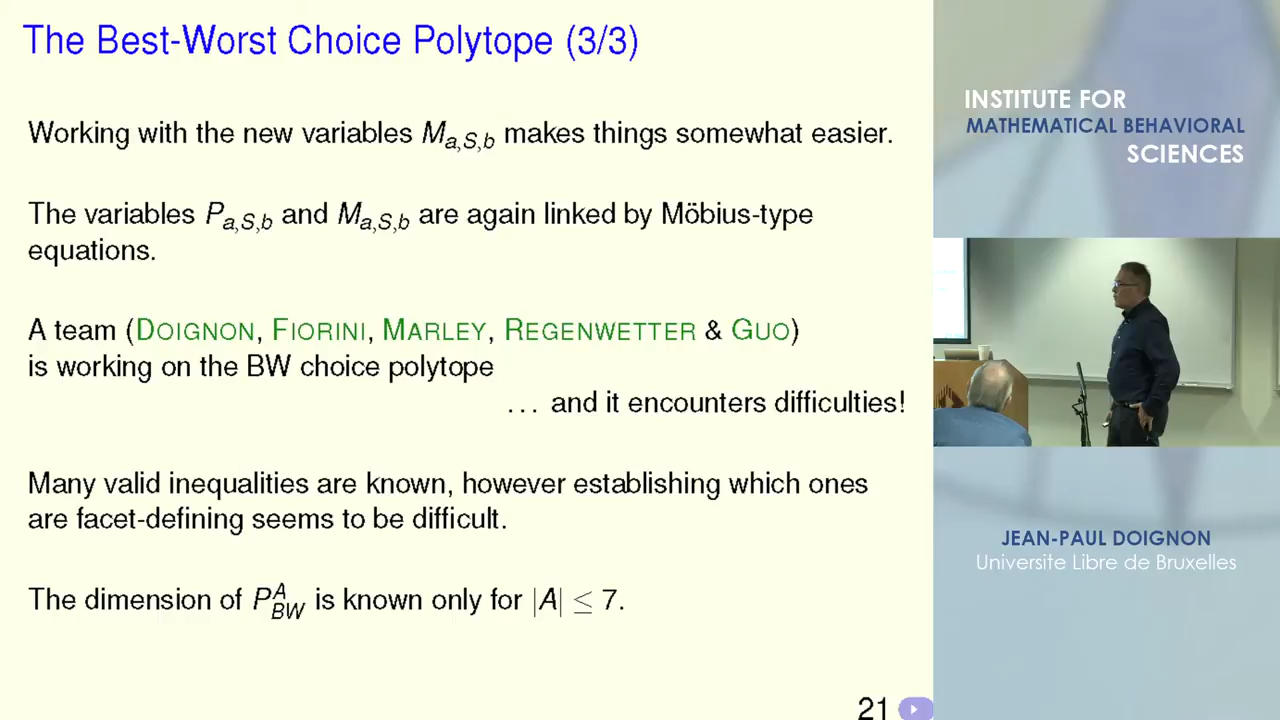 The Best-Worst Choice Polytope (3/3)
Working with the new variables M_{a,S,b} makes things somewhat easier.
The variables P_{a,S,b} and M_{a,S,b} are again linked by Möbius-type
equations.
A team (DOIGNON, FIORINI, MARLEY, REGENWETTER & GUO)
is working on the BW choice polytope
... and it encounters difficulties!
Many valid inequalities are known, however establishing which ones
are facet-defining seems to be difficult.
The dimension of P^A_{BW} is known only for |A| ≤ 7.
21
INSTITUTE FOR
MATHEMATICAL BEHAVIORAL
SCIENCES
JEAN-PAUL DOIGNON
Universite Libre de Bruxelles